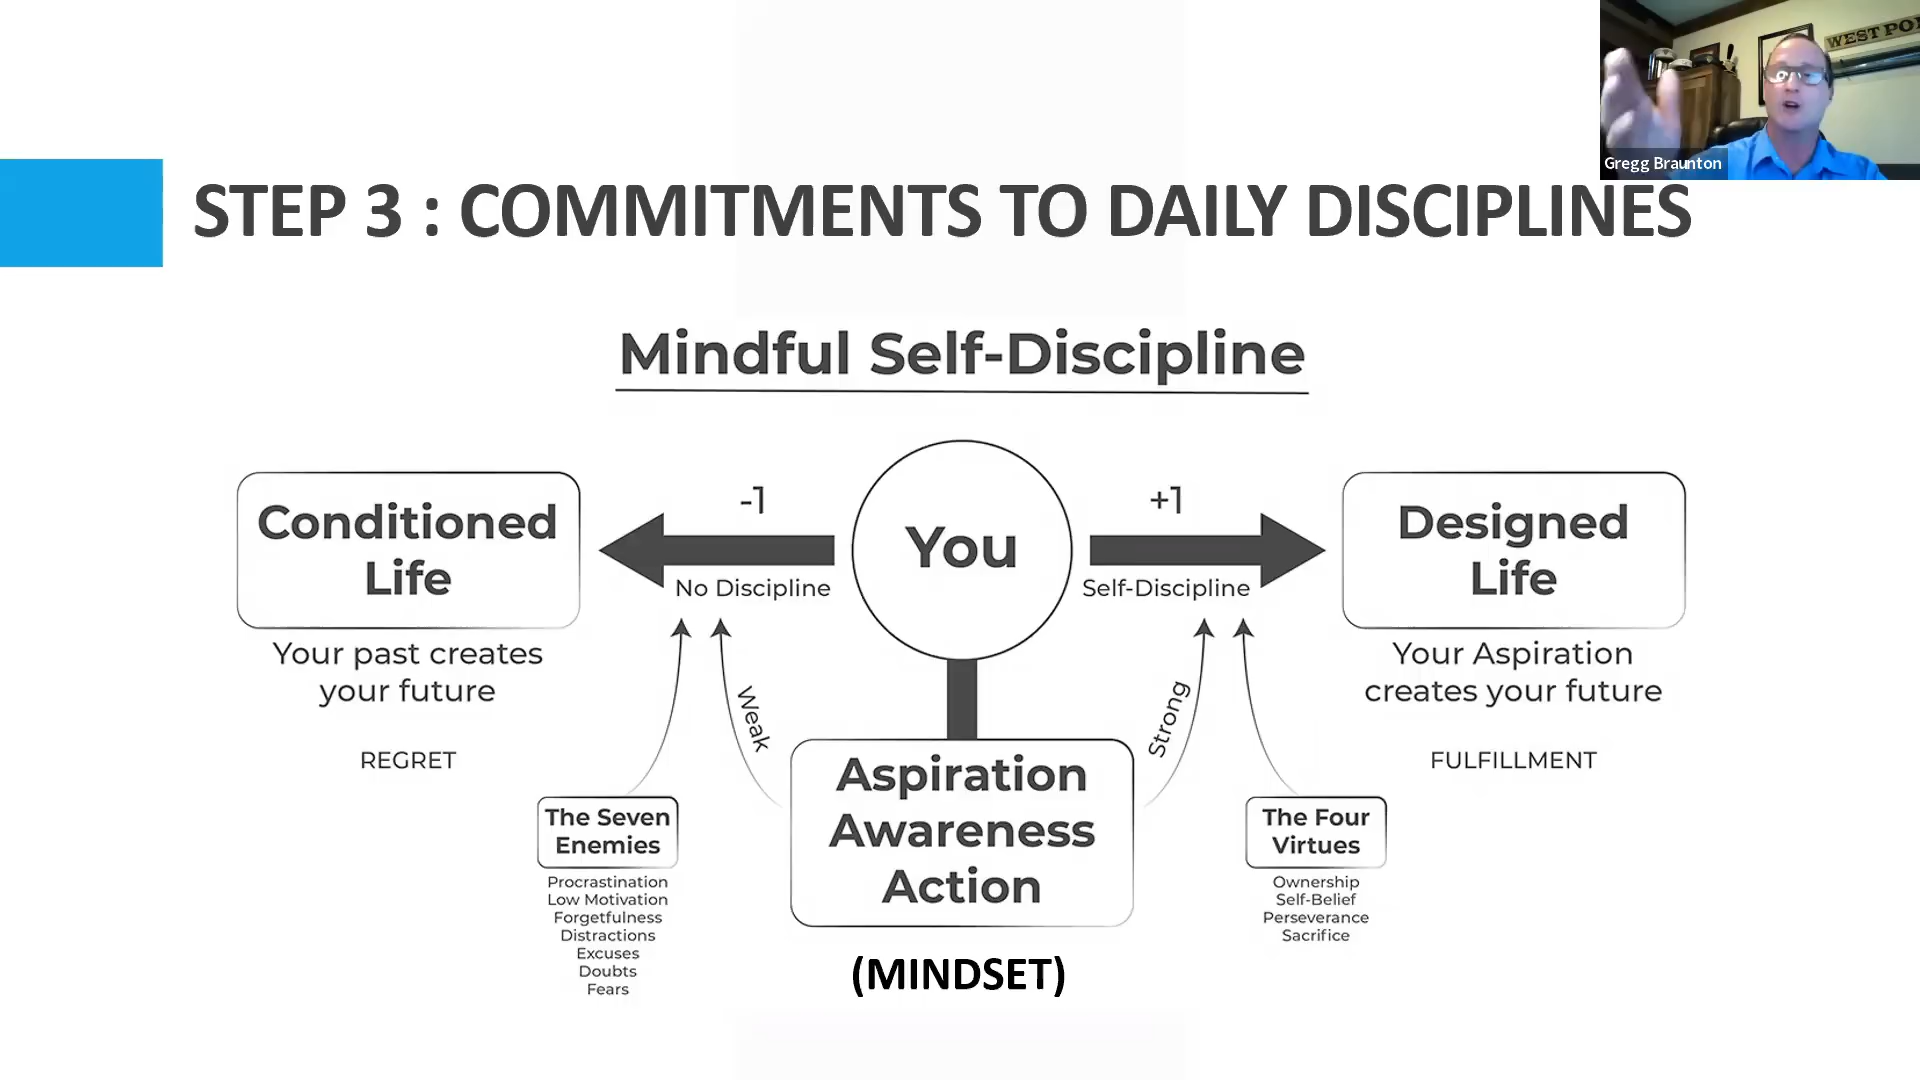 WEST PO
Gregg Braunton
STEP 3 : COMMITMENTS TO DAILY DISCIPLINES
Mindful Self-Discipline
Conditioned
Life
-1
No Discipline
You
+1
Self-Discipline
Designed
Life
Your past creates
your future
REGRET
Weak
Strong
Your Aspiration
creates your future
FULFILLMENT
The Seven
Enemies
Procrastination
Low Motivation
Forgetfulness
Distractions
Excuses
Doubts
Fears
Aspiration
Awareness
Action
(MINDSET)
The Four
Virtues
Ownership
Self-Belief
Perseverance
Sacrifice